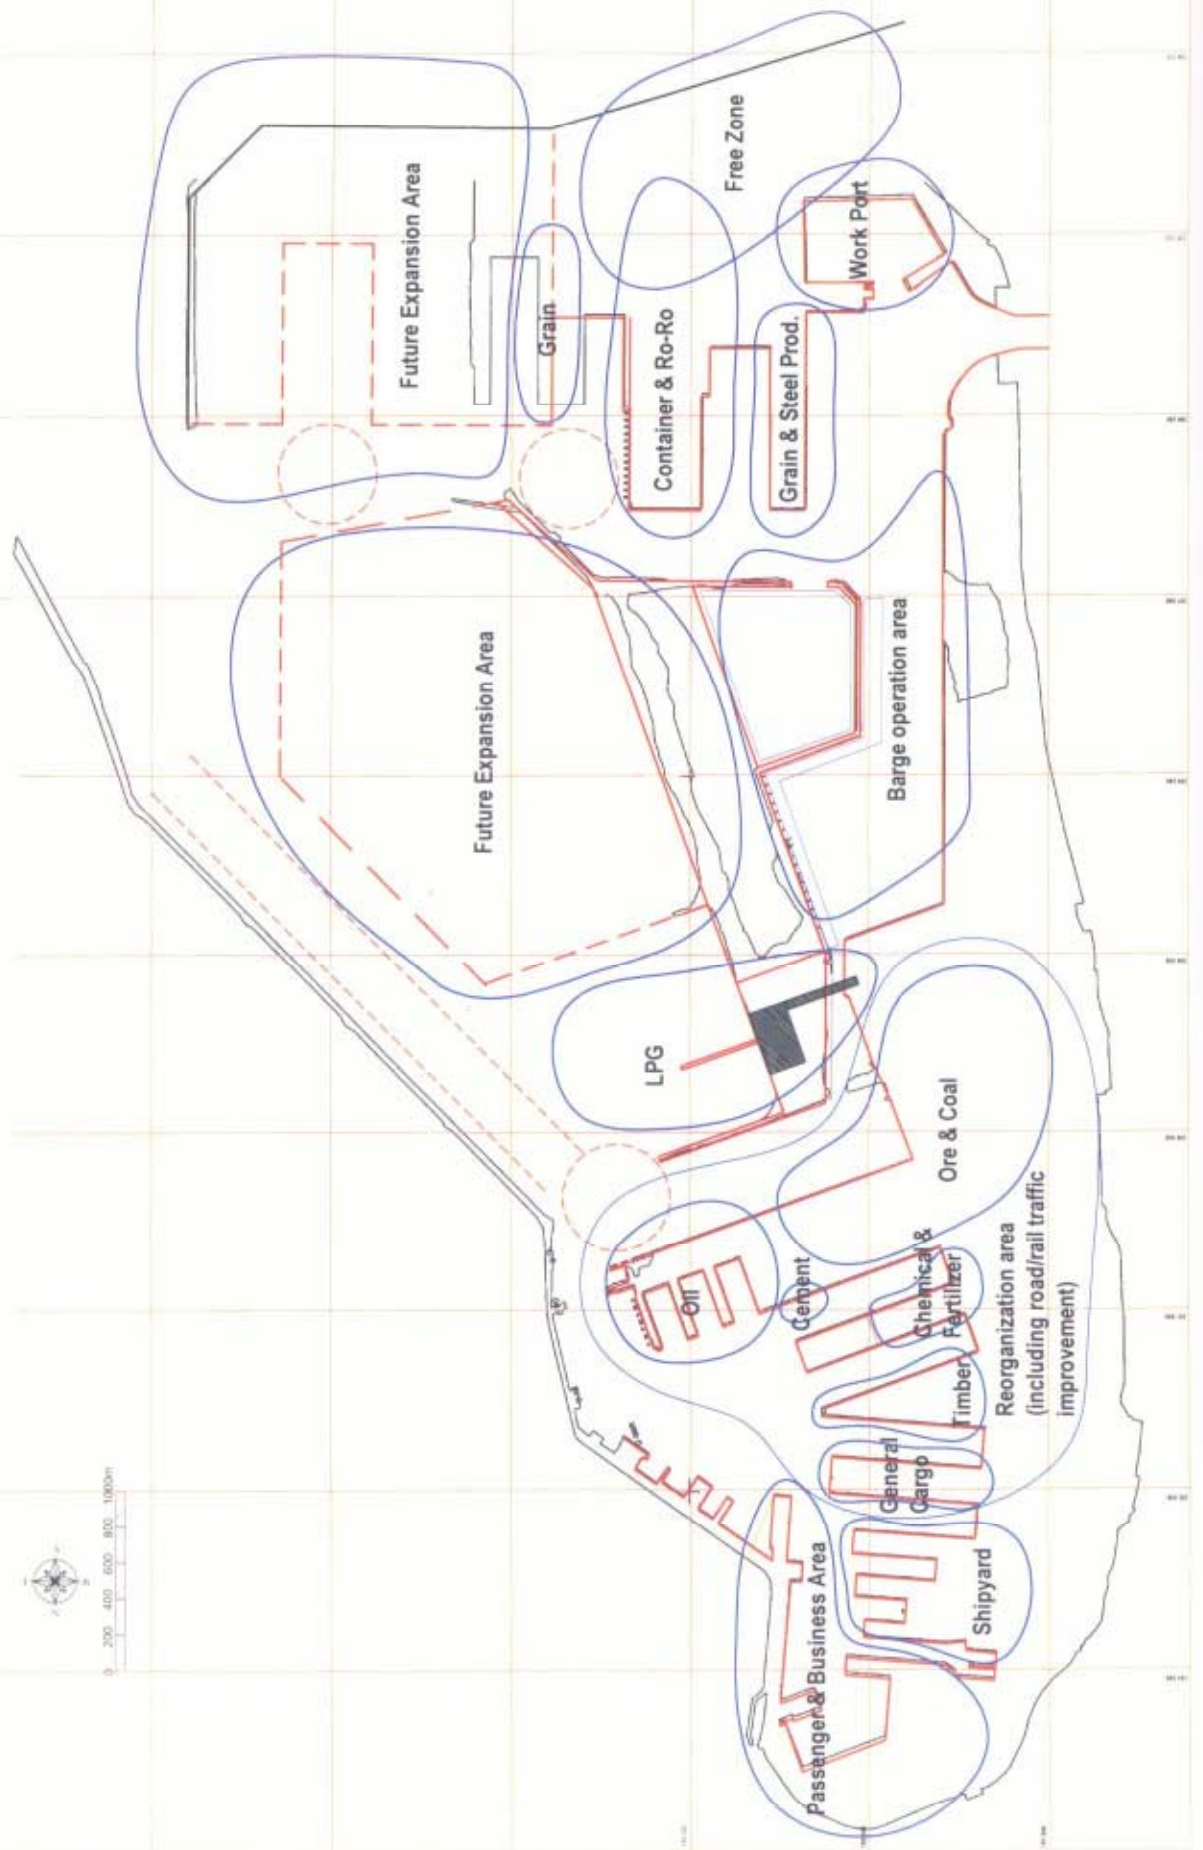 Future Expansion Area
Free Zone
Work Port
Grain
Container & Ro-Ro
Grain & Steel Prod.
Future Expansion Area
Barge operation area
LPG
Ore & Coal
Oil
Cement
Chemical &
Fertilizer
Reorganization area
(including road/rail traffic
improvement)
Timber
General
Cargo
Shipyard
Passenger & Business Area
0 200 400 600 800 1000m